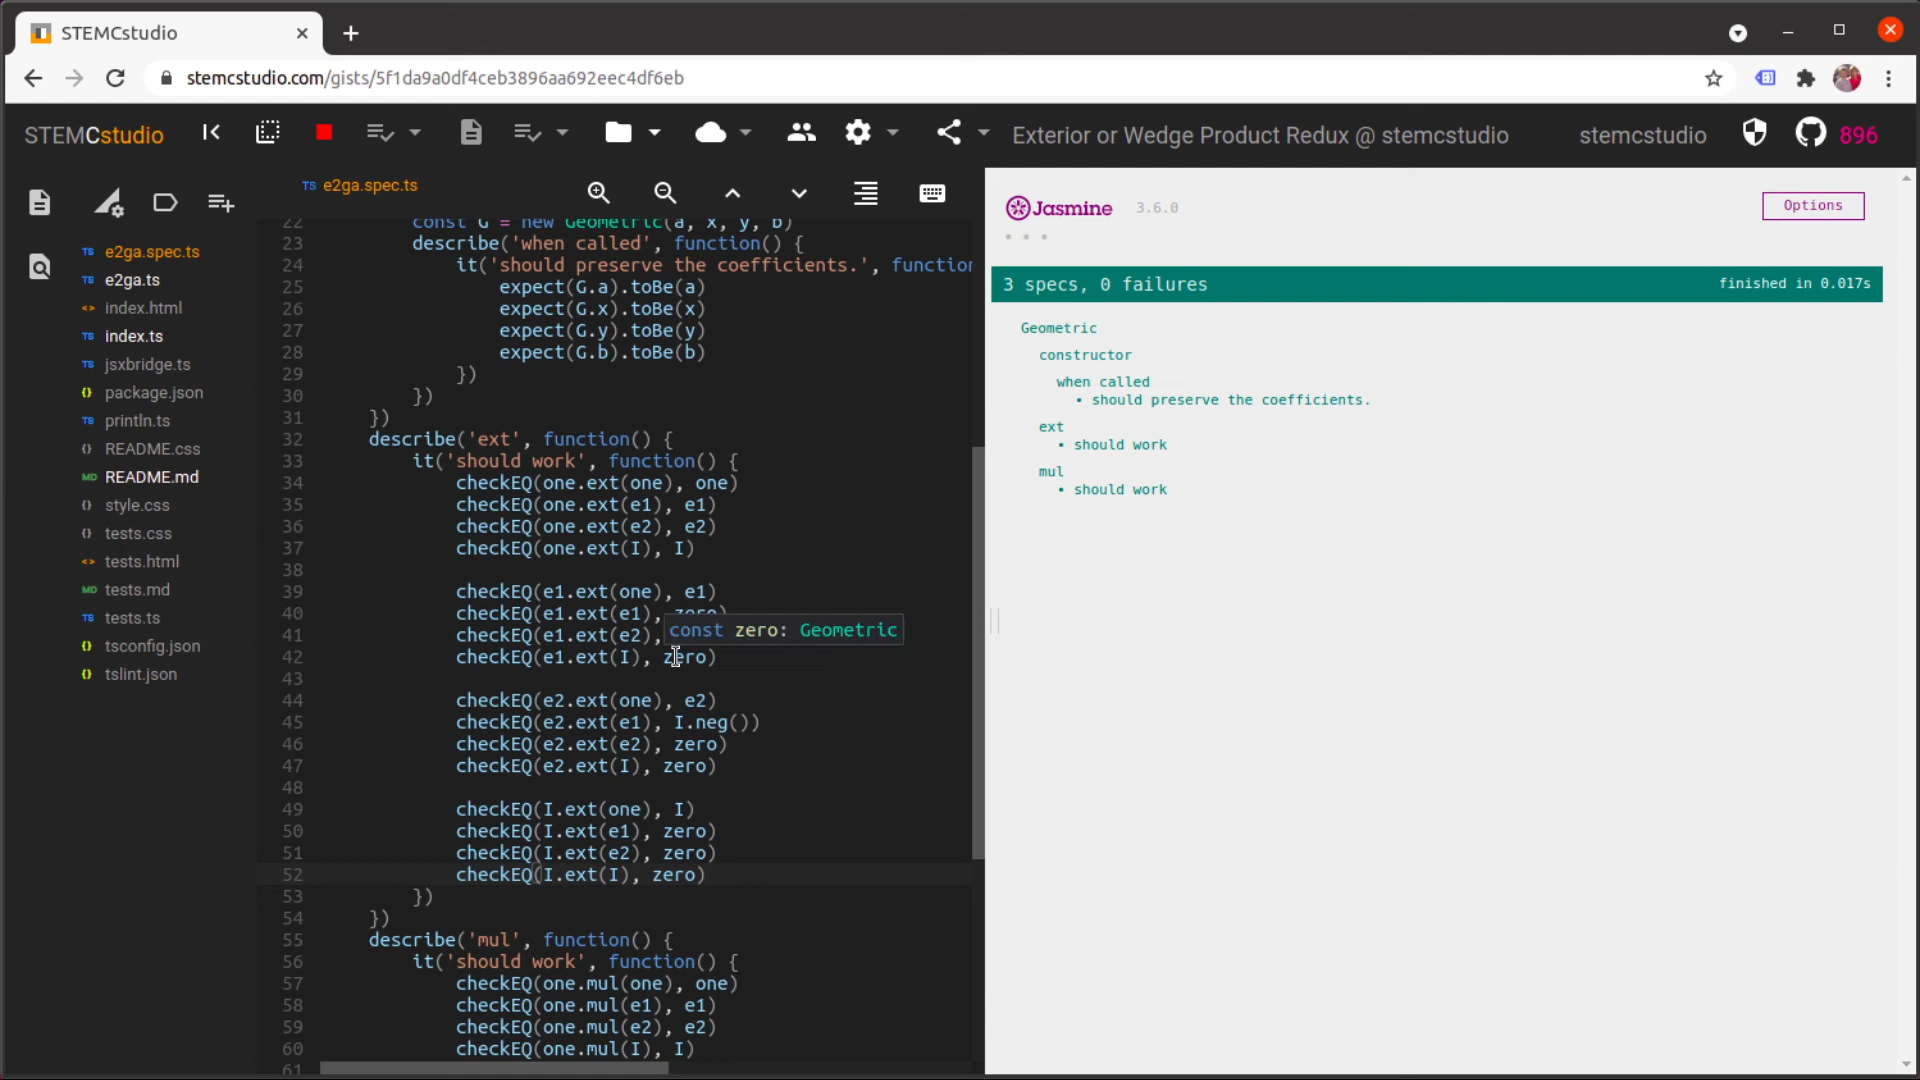 STEMCstudio
stemcstudio.com/gists/5f1da9a0df4ceb3896aa692eec4df6eb
STEMCstudio
Exterior or Wedge Product Redux @ stemcstudio
stemcstudio
896
TS e2ga.spec.ts
TS e2ga.spec.ts
TS e2ga.ts
<> index.html
TS index.ts
TS jsxbridge.ts
{} package.json
TS println.ts
{} README.css
MD README.md
{} style.css
{} tests.css
<> tests.html
MD tests.md
TS tests.ts
{} tsconfig.json
{} tslint.json
22 const G = new Geometric(a, x, y, b)
23 describe('when called', function() {
24 it('should preserve the coefficients.', function
25 expect(G.a).toBe(a)
26 expect(G.x).toBe(x)
27 expect(G.y).toBe(y)
28 expect(G.b).toBe(b)
29 })
30 })
31 })
32 describe('ext', function() {
33 it('should work', function() {
34 checkEQ(one.ext(one), one)
35 checkEQ(one.ext(e1), e1)
36 checkEQ(one.ext(e2), e2)
37 checkEQ(one.ext(I), I)
38
39 checkEQ(e1.ext(one), e1)
40 checkEQ(e1.ext(e1), zero)
const zero: Geometric
41 checkEQ(e1.ext(e2),
42 checkEQ(e1.ext(I), zero)
43
44 checkEQ(e2.ext(one), e2)
45 checkEQ(e2.ext(e1), I.neg())
46 checkEQ(e2.ext(e2), zero)
47 checkEQ(e2.ext(I), zero)
48
49 checkEQ(I.ext(one), I)
50 checkEQ(I.ext(e1), zero)
51 checkEQ(I.ext(e2), zero)
52 checkEQ(I.ext(I), zero)
53 })
54 })
55 describe('mul', function() {
56 it('should work', function() {
57 checkEQ(one.mul(one), one)
58 checkEQ(one.mul(e1), e1)
59 checkEQ(one.mul(e2), e2)
60 checkEQ(one.mul(I), I)
61
Jasmine 3.6.0
Options
• • •
3 specs, 0 failures
finished in 0.017s
Geometric
constructor
when called
• should preserve the coefficients.
ext
• should work
mul
• should work